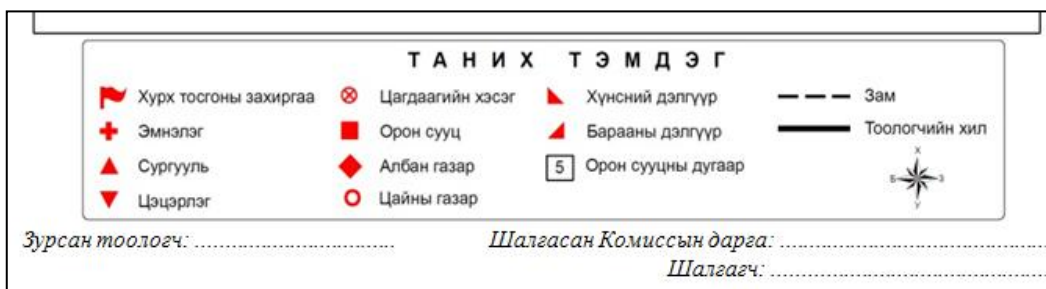 ТАНИХ ТЭМДЭГ
Хурх тосгоны захиргаа
Эмнэлэг
Сургууль
Цэцэрлэг
Цагдаагийн хэсэг
Орон сууц
Албан газар
Цайны газар
Хүнсний дэлгүүр
Барааны дэлгүүр
5 Орон сууцны дугаар
Зам
Тоологчийн хил
Х
Б З
У
Зурсан тоологч: ....................................
Шалгасан Комиссын дарга: ................................................
Шалгагч: ................................................